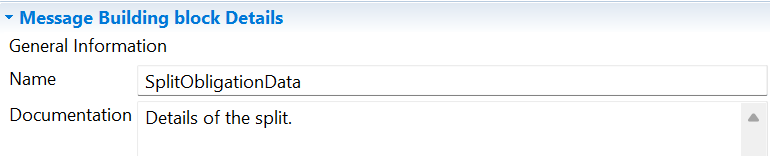 Message Building block Details
General Information
Name SplitObligationData
Documentation Details of the split.